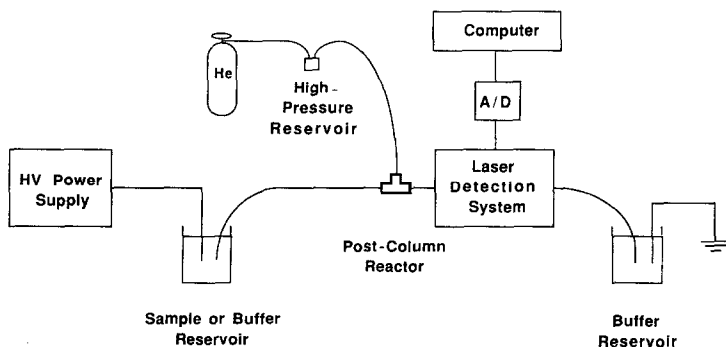 Computer
He
High-
Pressure
Reservoir
A/D
HV Power
Supply
Laser
Detection
System
Post-Column
Reactor
Sample or Buffer
Reservoir
Buffer
Reservoir